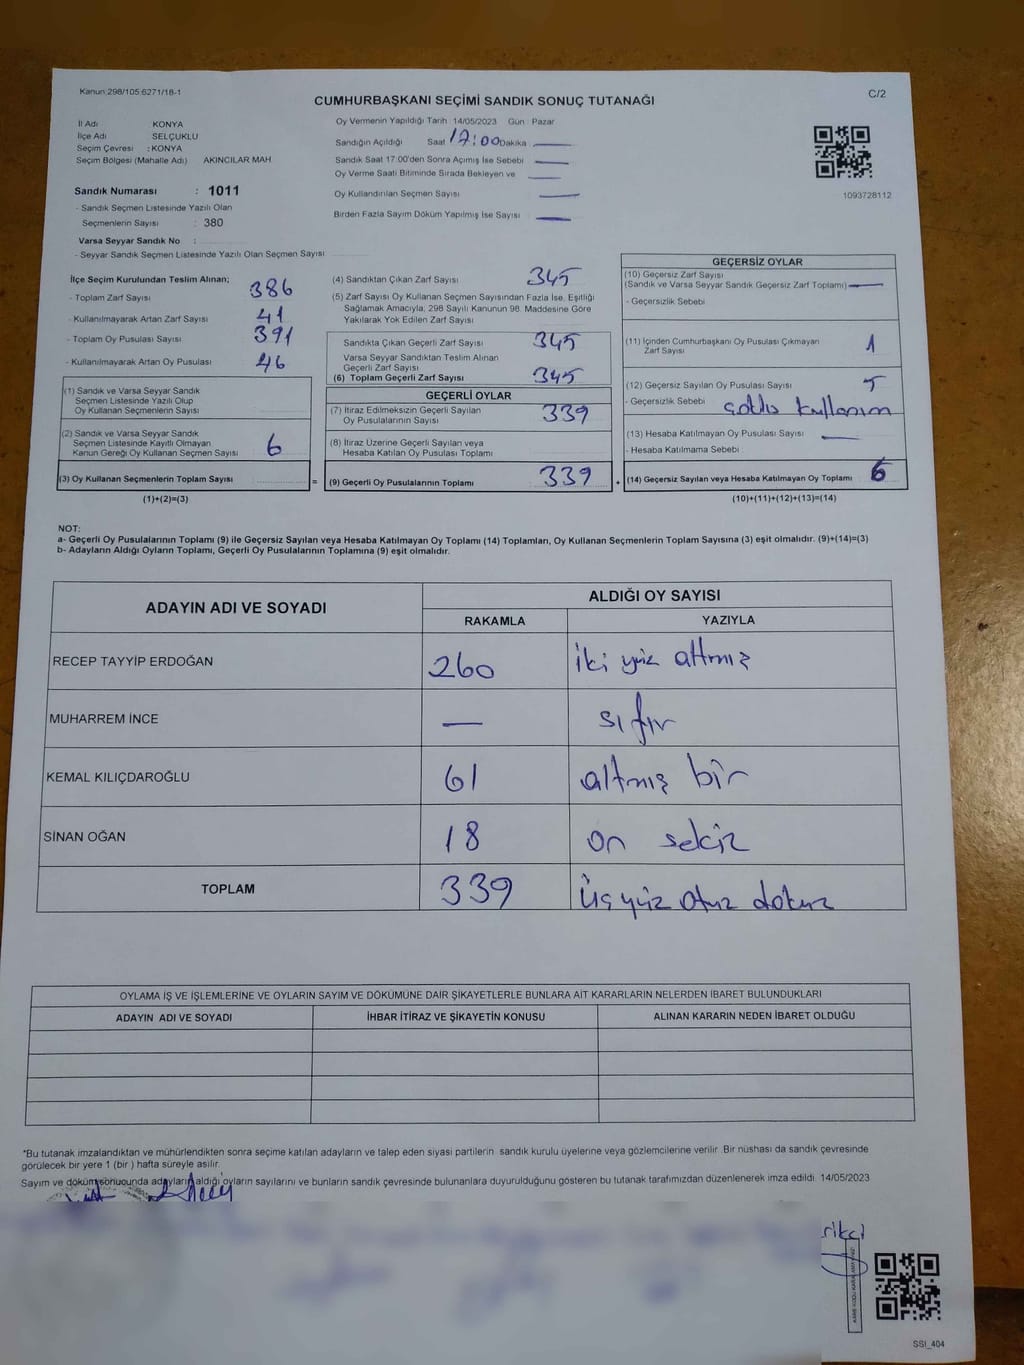 Kanun:298/105 6271/18-1
C/2
CUMHURBAŞKANI SEÇİMİ SANDIK SONUÇ TUTANAĞI
İl Adı KONYA
İlçe Adı SELÇUKLU
Seçim Çevresi : KONYA
Seçim Bölgesi (Mahalle Adı) AKINCILAR MAH
Sandık Numarası : 1011
- Sandık Seçmen Listesinde Yazılı Olan
Seçmenlerin Sayısı : 380
Varsa Seyyar Sandık No :
- Seyyar Sandık Seçmen Listesinde Yazılı Olan Seçmen Sayısı
Oy Vermenin Yapıldığı Tarih : 14/05/2023 Gün : Pazar
Sandığın Açıldığı Saat 17:00 Dakika —
Sandık Saat 17.00'den Sonra Açımış İse Sebebi —
Oy Verme Saati Bitiminde Sırada Bekleyen ve —
Oy Kullandırılan Seçmen Sayısı —
Birden Fazla Sayım Döküm Yapılmış İse Sayısı —
1093728112
İlçe Seçim Kurulundan Teslim Alınan;
- Toplam Zarf Sayısı 386
- Kullanılmayarak Artan Zarf Sayısı 41
- Toplam Oy Pusulası Sayısı 391
- Kullanılmayarak Artan Oy Pusulası 46
(1) Sandık ve Varsa Seyyar Sandık
Seçmen Listesinde Yazılı Olup
Oy Kullanan Seçmenlerin Sayısı
(2) Sandık ve Varsa Seyyar Sandık
Seçmen Listesinde Kayıtlı Olmayan
Kanun Gereği Oy Kullanan Seçmen Sayısı 6
(3) Oy Kullanan Seçmenlerin Toplam Sayısı =
(1)+(2)=(3)
(4) Sandıktan Çıkan Zarf Sayısı 345
(5) Zarf Sayısı Oy Kullanan Seçmen Sayısından Fazla İse, Eşitliği
Sağlamak Amacıyla, 298 Sayılı Kanunun 98. Maddesine Göre
Yakılarak Yok Edilen Zarf Sayısı
Sandıkta Çıkan Geçerli Zarf Sayısı 345
Varsa Seyyar Sandıktan Teslim Alınan
Geçerli Zarf Sayısı
(6) Toplam Geçerli Zarf Sayısı 345
GEÇERLİ OYLAR
(7) İtiraz Edilmeksizin Geçerli Sayılan
Oy Pusulalarının Sayısı 339
(8) İtiraz Üzerine Geçerli Sayılan veya
Hesaba Katılan Oy Pusulası Toplamı
(9) Geçerli Oy Pusulalarının Toplamı 339 +
GEÇERSİZ OYLAR
(10) Geçersiz Zarf Sayısı
(Sandık ve Varsa Seyyar Sandık Geçersiz Zarf Toplamı) —
- Geçersizlik Sebebi
(11) İçinden Cumhurbaşkanı Oy Pusulası Çıkmayan
Zarf Sayısı 1
(12) Geçersiz Sayılan Oy Pusulası Sayısı 5
- Geçersizlik Sebebi kullanım
(13) Hesaba Katılmayan Oy Pusulası Sayısı —
- Hesaba Katılmama Sebebi
(14) Geçersiz Sayılan veya Hesaba Katılmayan Oy Toplamı 6
(10)+(11)+(12)+(13)=(14)
NOT:
a- Geçerli Oy Pusulalarının Toplamı (9) ile Geçersiz Sayılan veya Hesaba Katılmayan Oy Toplamı (14) Toplamları, Oy Kullanan Seçmenlerin Toplam Sayısına (3) eşit olmalıdır. (9)+(14)=(3)
b- Adayların Aldığı Oyların Toplamı, Geçerli Oy Pusulalarının Toplamına (9) eşit olmalıdır.
ADAYIN ADI VE SOYADI
ALDIĞI OY SAYISI
RAKAMLA YAZIYLA
RECEP TAYYİP ERDOĞAN 260 iki yüz altmış
MUHARREM İNCE — sıfır
KEMAL KILIÇDAROĞLU 61 altmış bir
SİNAN OĞAN 18 on sekiz
TOPLAM 339 üç yüz otuz dokuz
OYLAMA İŞ VE İŞLEMLERİNE VE OYLARIN SAYIM VE DÖKÜMÜNE DAİR ŞİKAYETLERLE BUNLARA AİT KARARLARIN NELERDEN İBARET BULUNDUKLARI
ADAYIN ADI VE SOYADI İHBAR İTİRAZ VE ŞİKAYETİN KONUSU ALINAN KARARIN NEDEN İBARET OLDUĞU
*Bu tutanak imzalandıktan ve mühürlendikten sonra seçime katılan adayların ve talep eden siyasi partilerin sandık kurulu üyelerine veya gözlemcilerine verilir. Bir nüshası da sandık çevresinde
görülecek bir yere 1 (bir ) hafta süreyle asılır.
Sayım ve döküm sonucunda adayların aldığı oyların sayılarını ve bunların sandık çevresinde bulunanlara duyurulduğunu gösteren bu tutanak tarafımızdan düzenlenerek imza edildi. 14/05/2023
SSI_404